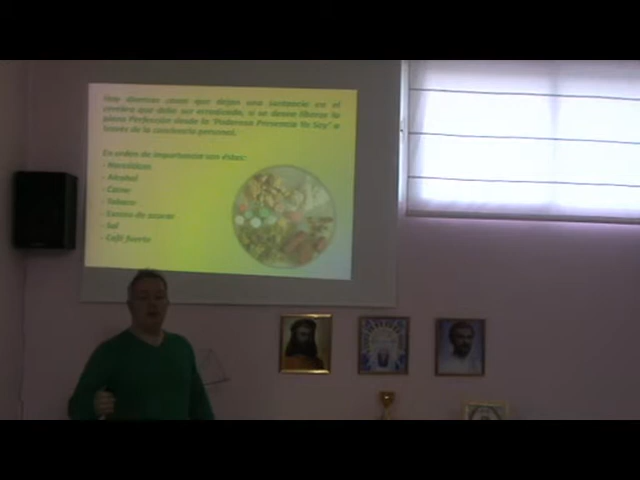 Hay diversas cosas que dejan una sustancia en el
cerebro que debe ser erradicada, si se desea liberar la
plena Perfección desde la "Poderosa Presencia Yo Soy" a
través de la conciencia personal.
En orden de importancia son éstas:
- Narcóticos
- Alcohol
- Carne
- Tabaco
- Exceso de azúcar
- Sal
- Café fuerte